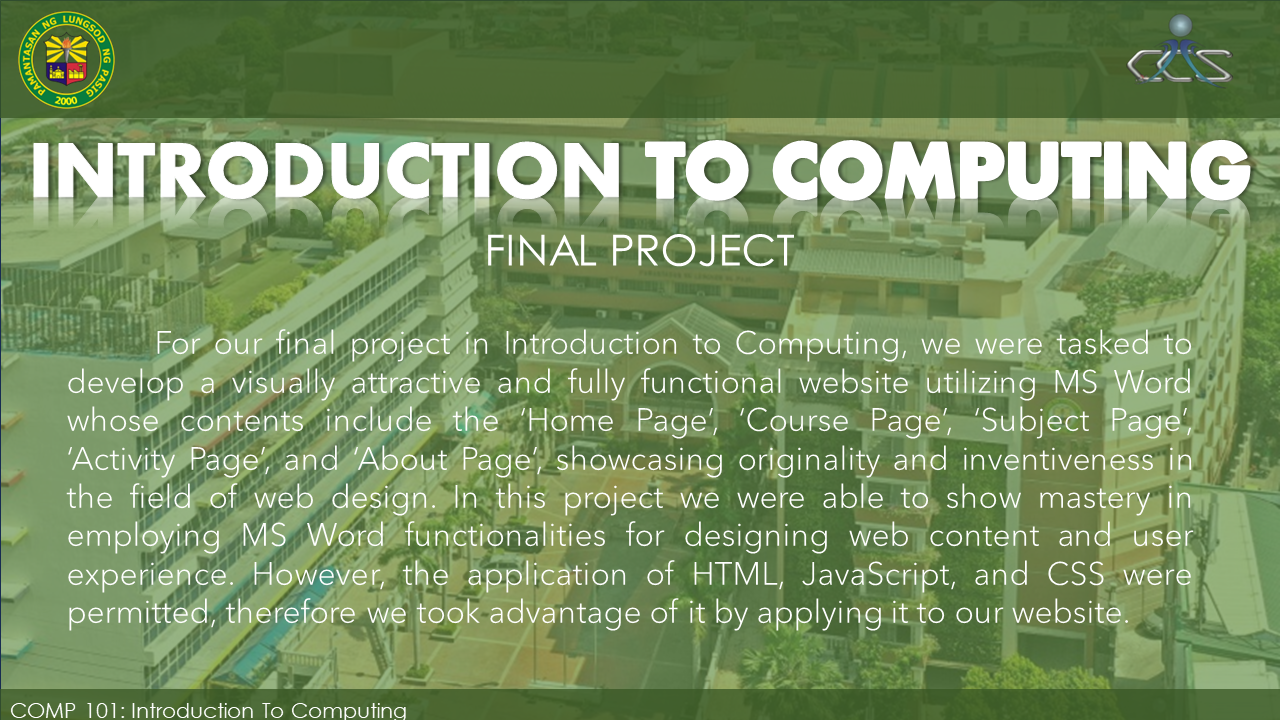 PAMANTASAN NG LUNGSOD NG PASIG
2000
CCS
INTRODUCTION TO COMPUTING
FINAL PROJECT
For our final project in Introduction to Computing, we were tasked to
develop a visually attractive and fully functional website utilizing MS Word
whose contents include the ‘Home Page’, ‘Course Page’, ‘Subject Page’,
‘Activity Page’, and ‘About Page’, showcasing originality and inventiveness in
the field of web design. In this project we were able to show mastery in
employing MS Word functionalities for designing web content and user
experience. However, the application of HTML, JavaScript, and CSS were
permitted, therefore we took advantage of it by applying it to our website.
COMP 101: Introduction To Computing